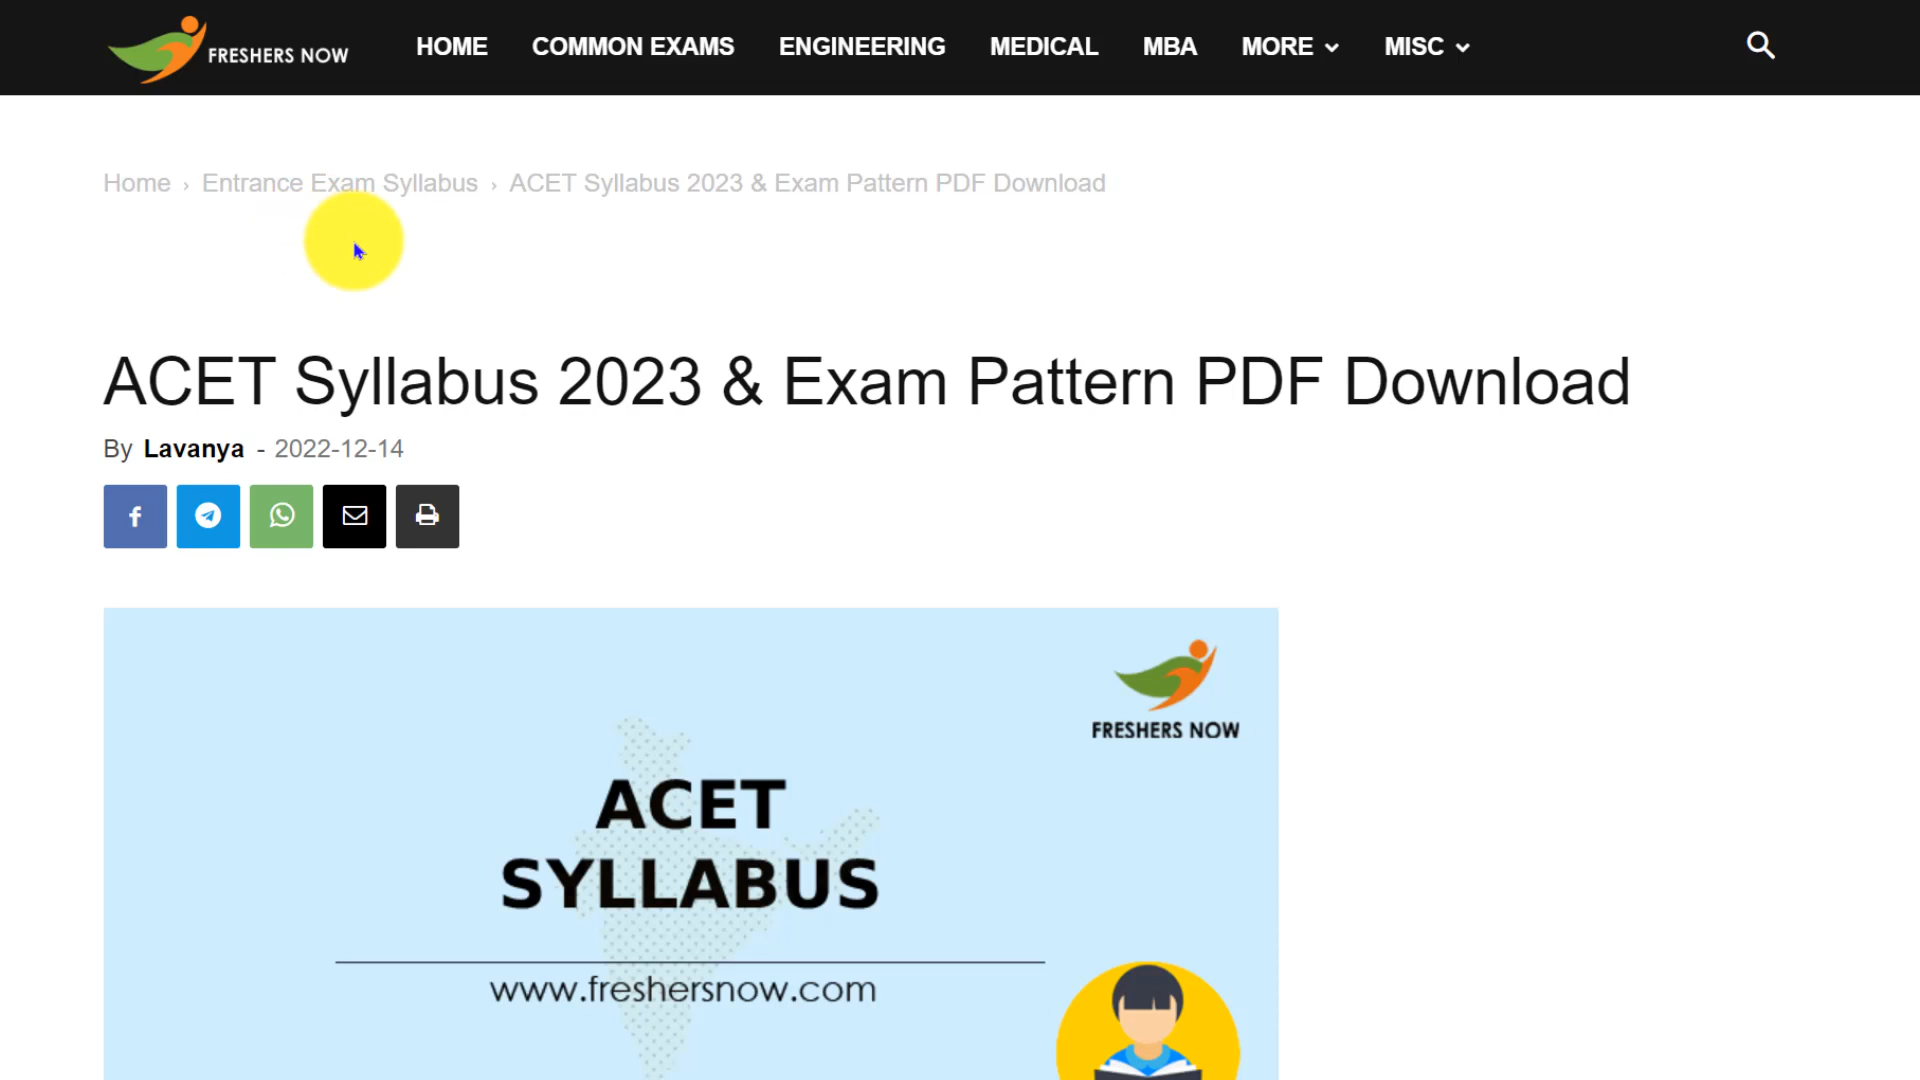 FRESHERS NOW
HOME COMMON EXAMS ENGINEERING MEDICAL MBA MORE MISC
Home › Entrance Exam Syllabus › ACET Syllabus 2023 & Exam Pattern PDF Download
ACET Syllabus 2023 & Exam Pattern PDF Download
By Lavanya - 2022-12-14
FRESHERS NOW
ACET
SYLLABUS
www.freshersnow.com